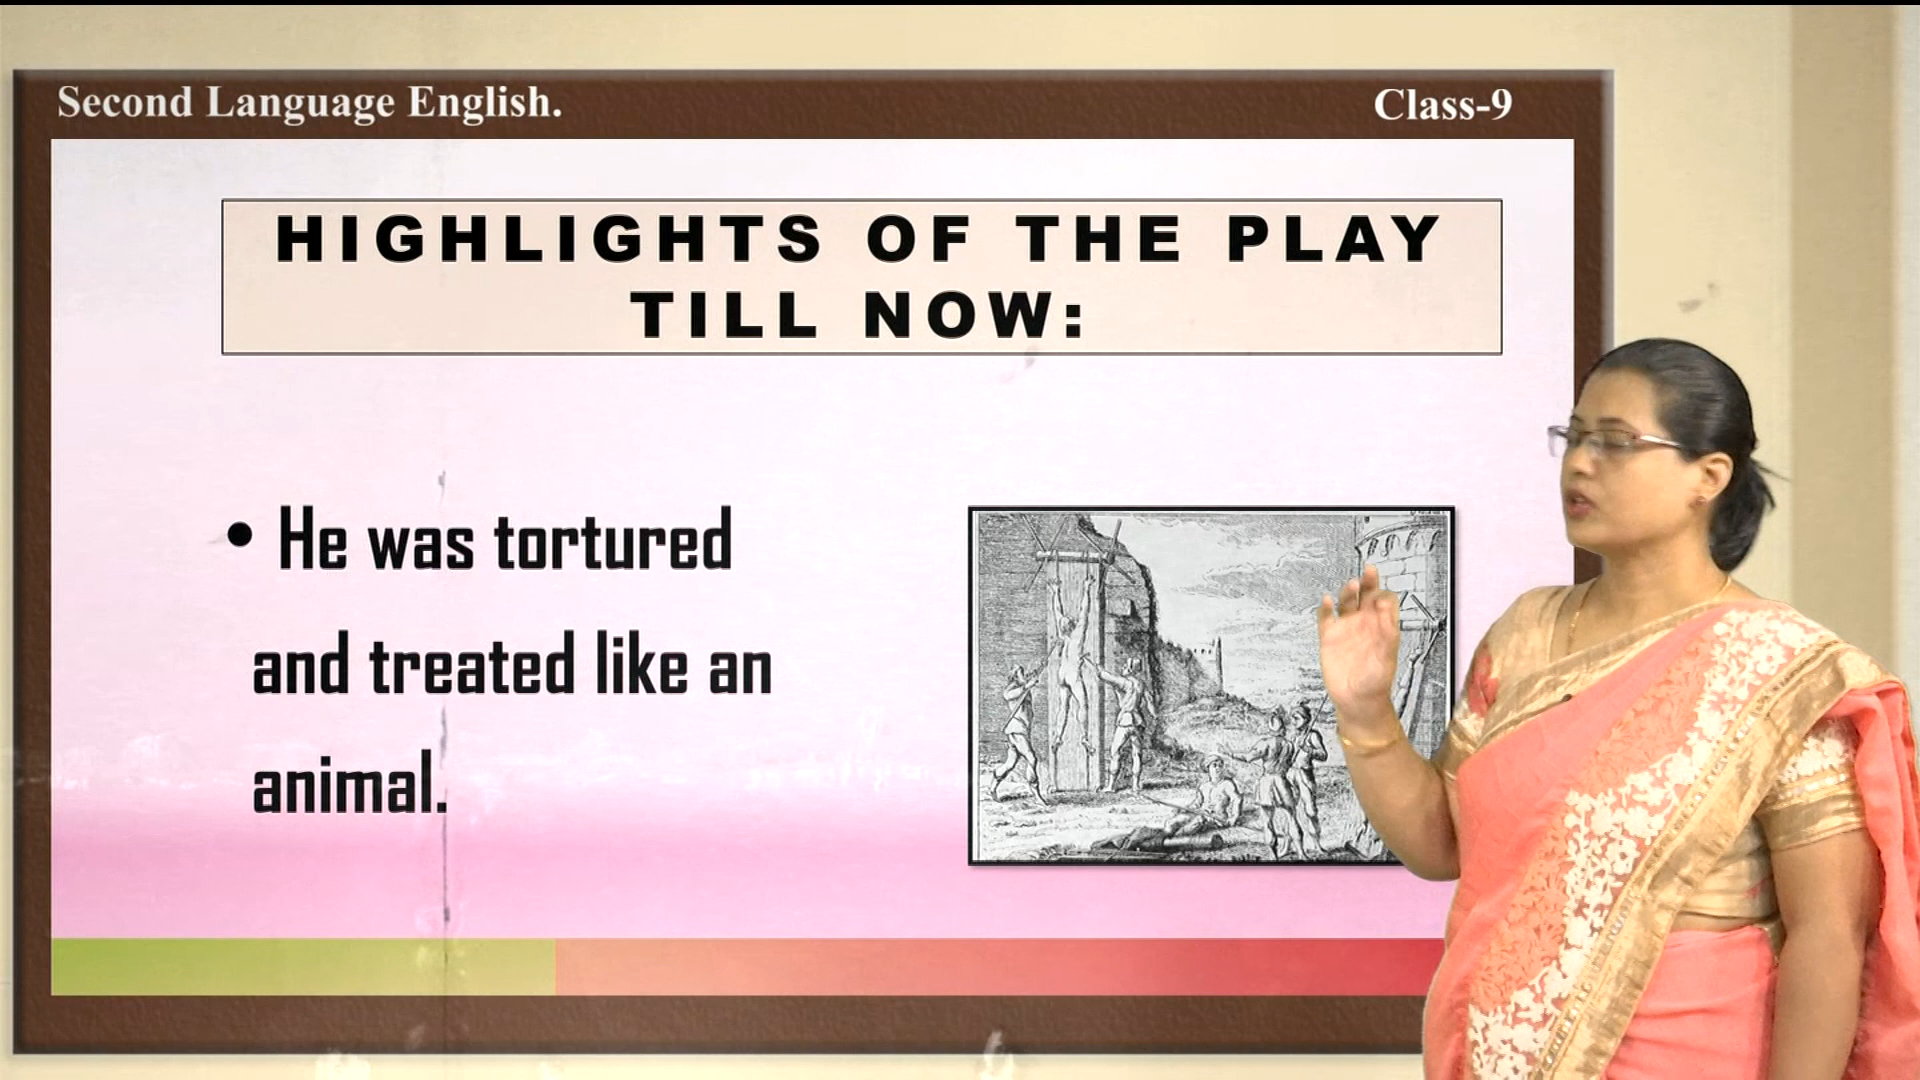 Second Language English.
Class-9
HIGHLIGHTS OF THE PLAY
TILL NOW:
• He was tortured
and treated like an
animal.